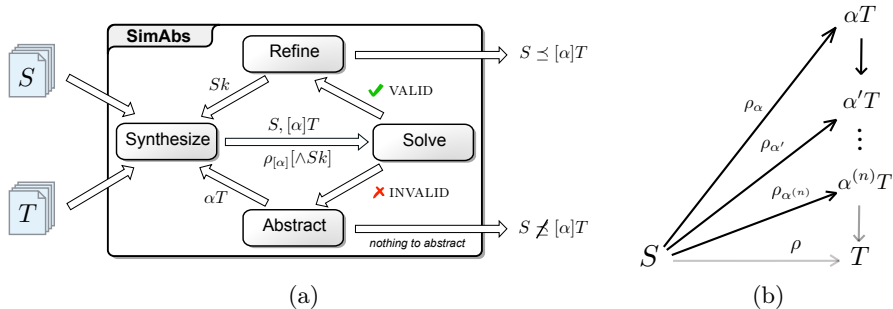 SimAbs
S
T
Refine
Synthesize
Solve
Abstract
Sk
S, [α]T
ρ[α][∧Sk]
αT
VALID
INVALID
nothing to abstract
S ⪯ [α]T
S ⪯̸ [α]T
(a)
αT
α′T
⋮
α⁽ⁿ⁾T
T
S
ρα
ρα′
ρα⁽ⁿ⁾
ρ
(b)